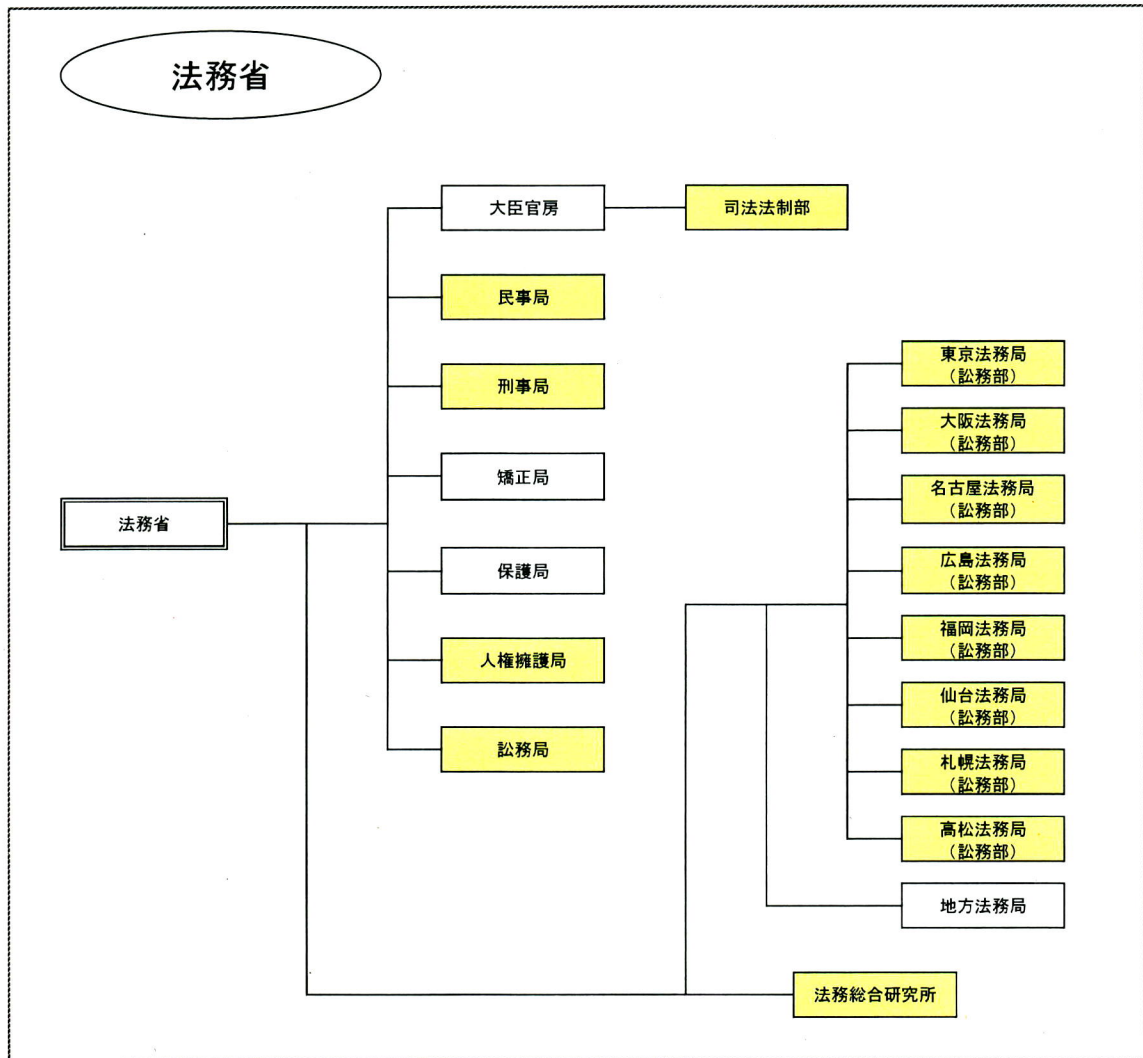 法務省
大臣官房
司法法制部
民事局
刑事局
矯正局
法務省
保護局
人権擁護局
訟務局
東京法務局
(訟務部)
大阪法務局
(訟務部)
名古屋法務局
(訟務部)
広島法務局
(訟務部)
福岡法務局
(訟務部)
仙台法務局
(訟務部)
札幌法務局
(訟務部)
高松法務局
(訟務部)
地方法務局
法務総合研究所